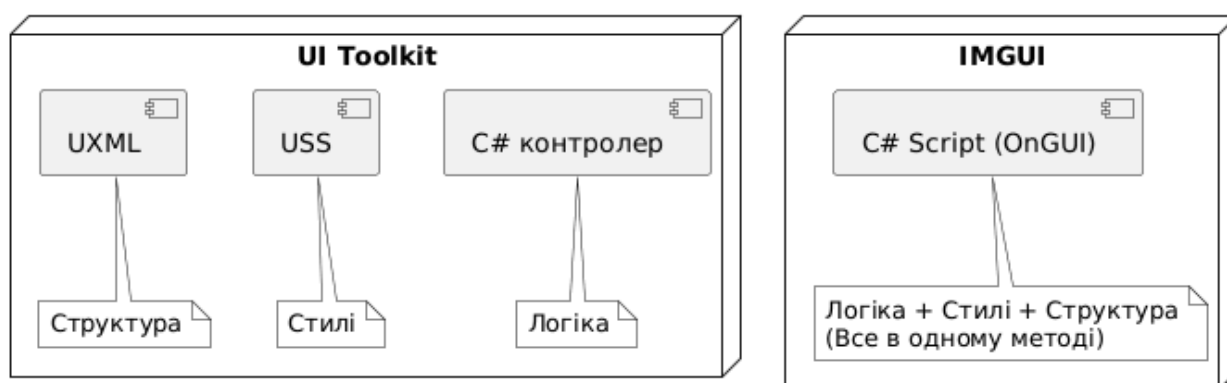 UI Toolkit
UXML
USS
C# контролер
Структура
Стилі
Логіка
IMGUI
C# Script (OnGUI)
Логіка + Стилі + Структура
(Все в одному методі)